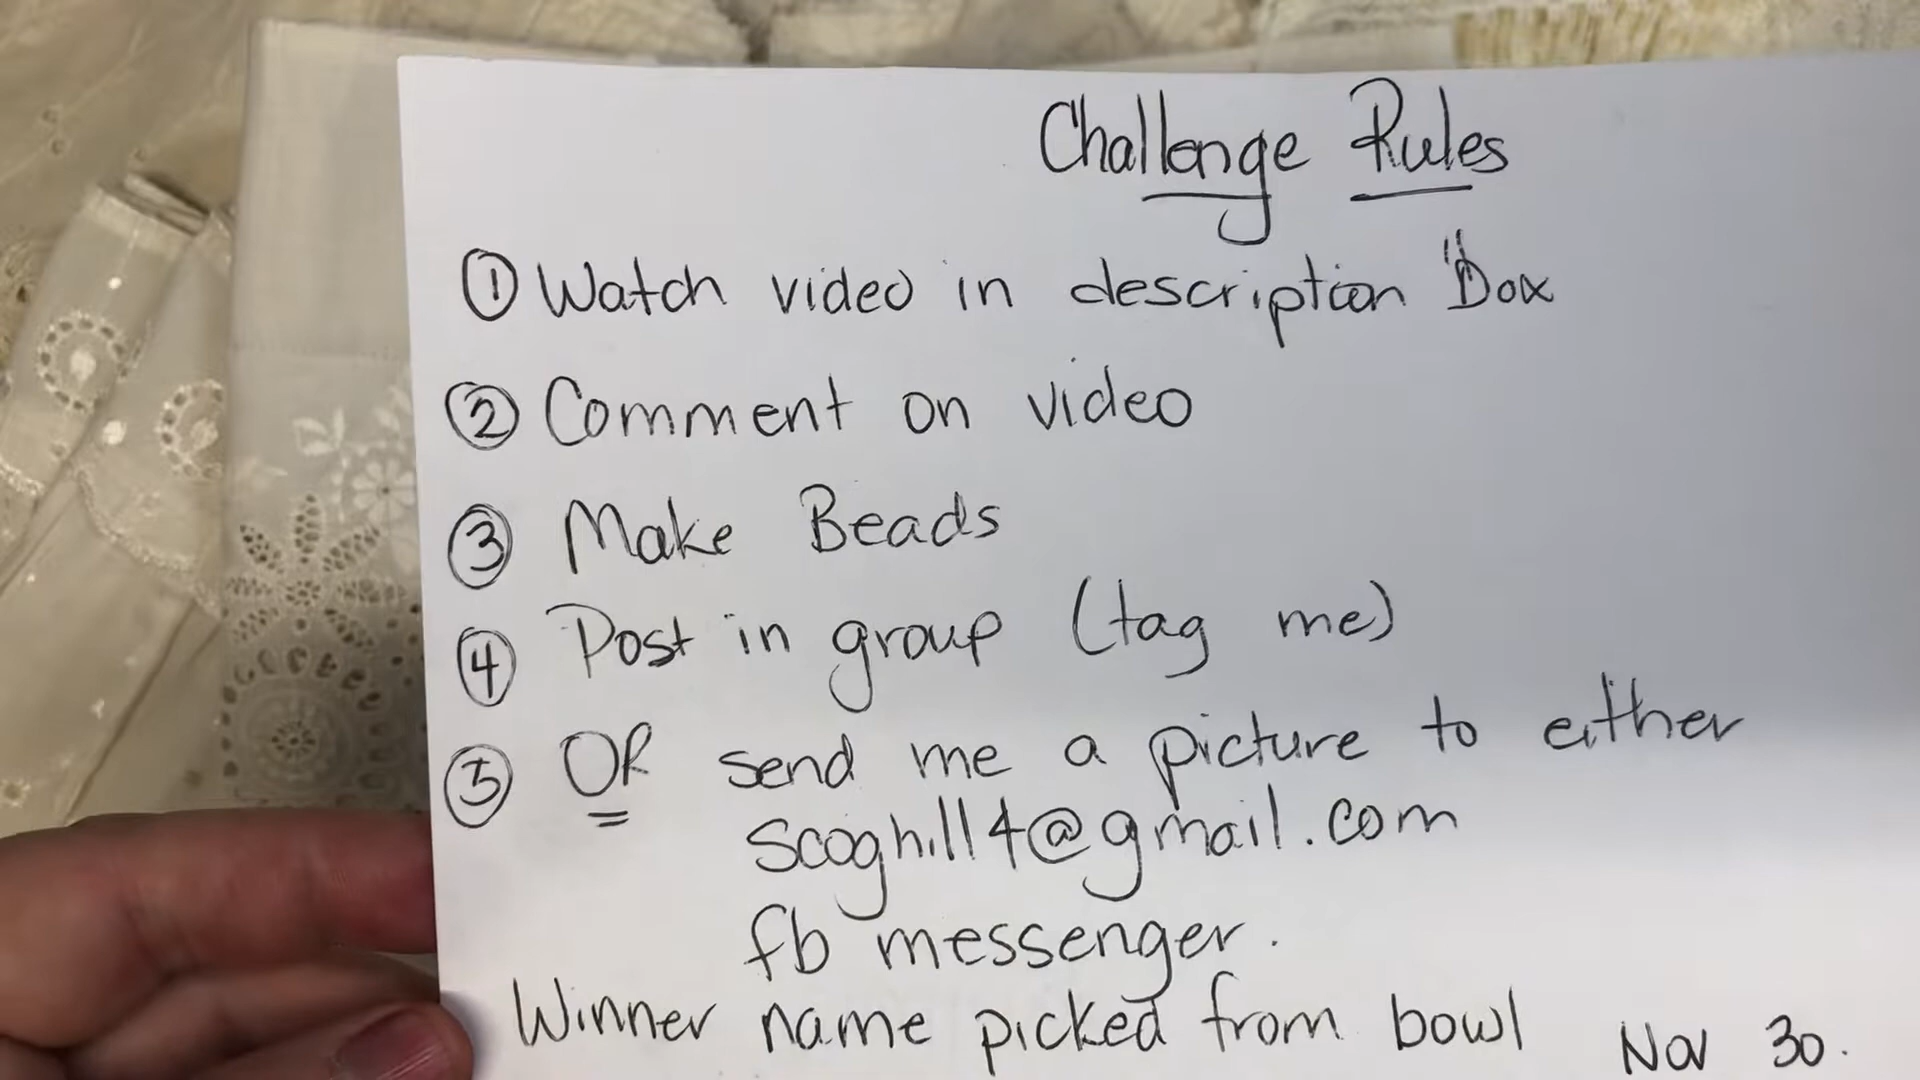 Challenge Rules
① Watch video in description Box
② Comment on video
③ Make Beads
④ Post in group (tag me)
⑤ OR send me a picture to either
scoghill4@gmail.com
fb messenger.
Winner name picked from bowl Nov 30.